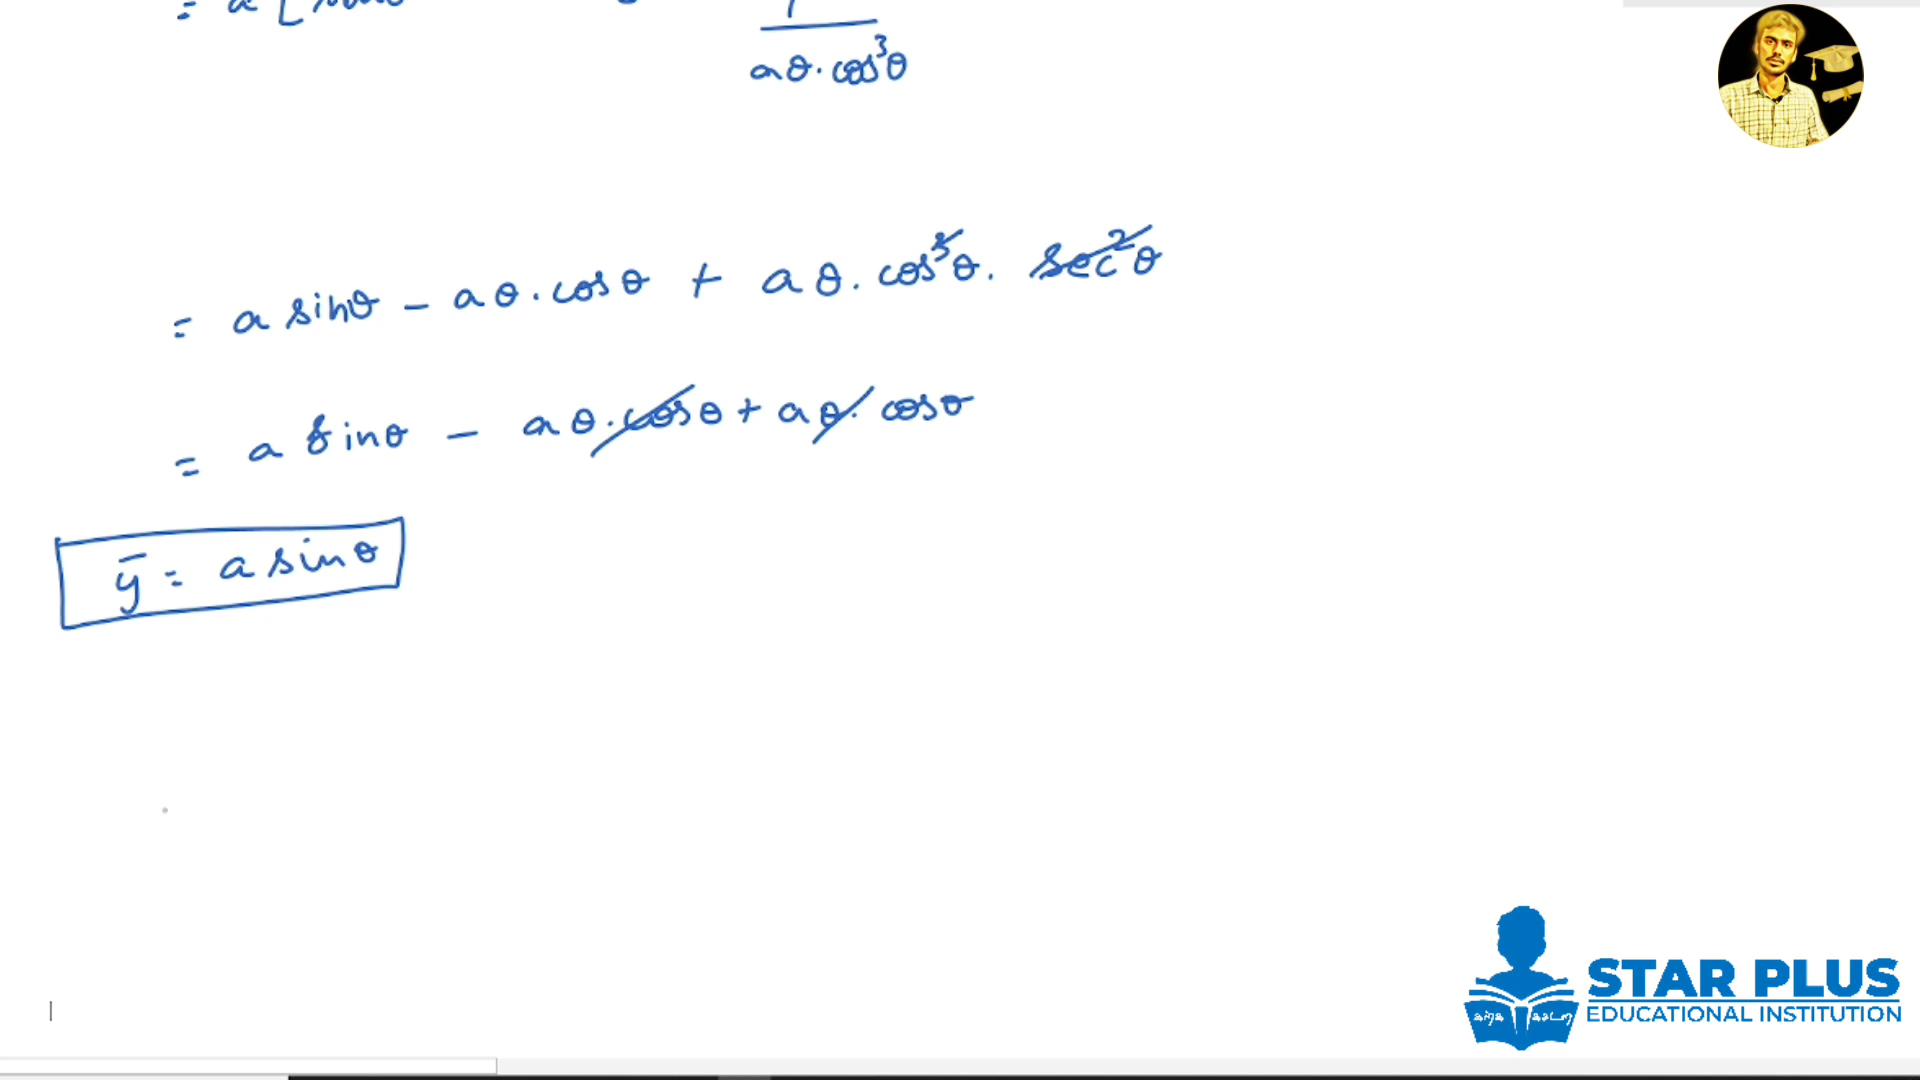 aθ.cos³θ
= a sinθ - aθ.cosθ + aθ.cos³θ. sec²θ
= a sinθ - aθ.cosθ + aθ.cosθ
ȳ = a sinθ
STAR PLUS
EDUCATIONAL INSTITUTION